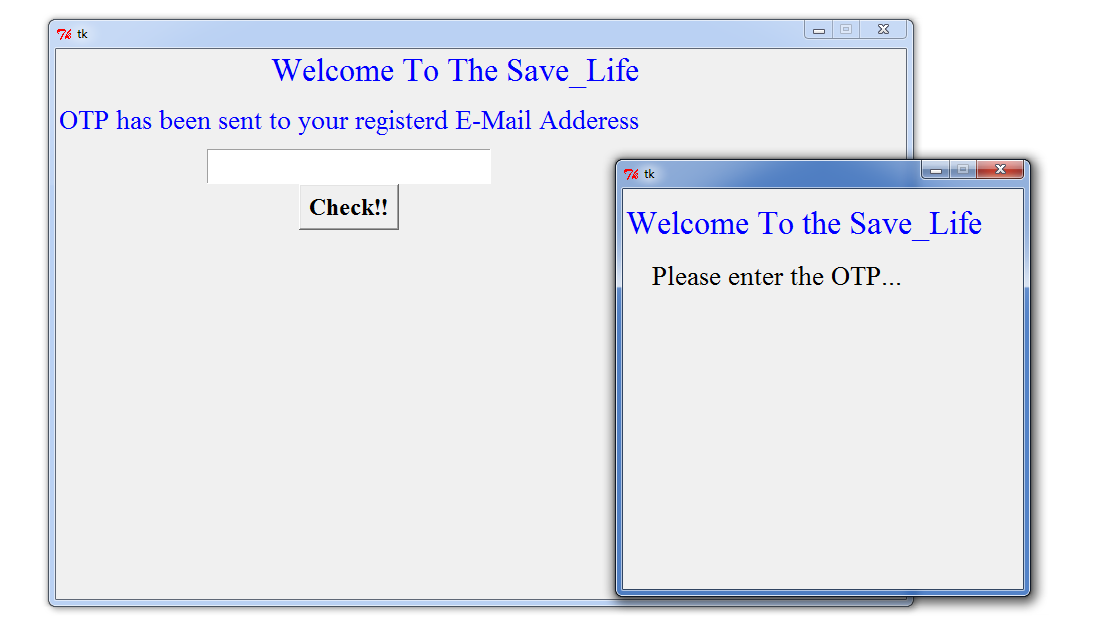 tk
Welcome To The Save_Life
OTP has been sent to your registerd E-Mail Adderess
Check!!
tk
Welcome To the Save_Life
Please enter the OTP...